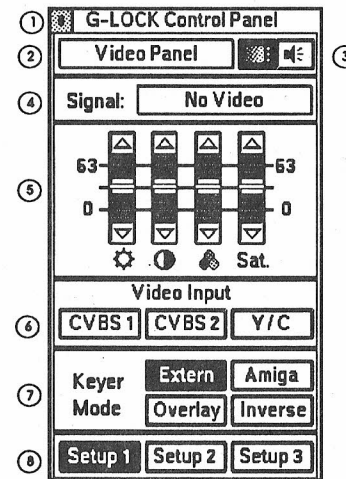 ① G-LOCK Control Panel
② Video Panel ③
④ Signal: No Video
63 63
⑤
0 0
Sat.
Video Input
⑥ CVBS 1 CVBS 2 Y/C
⑦ Keyer Mode Extern Amiga
Overlay Inverse
⑧ Setup 1 Setup 2 Setup 3